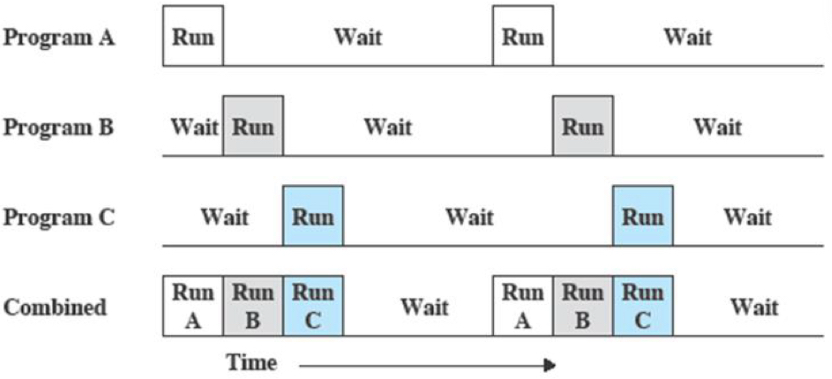 Program A Run Wait Run Wait
Program B Wait Run Wait Run Wait
Program C Wait Run Wait Run Wait
Combined Run A Run B Run C Wait Run A Run B Run C Wait
Time